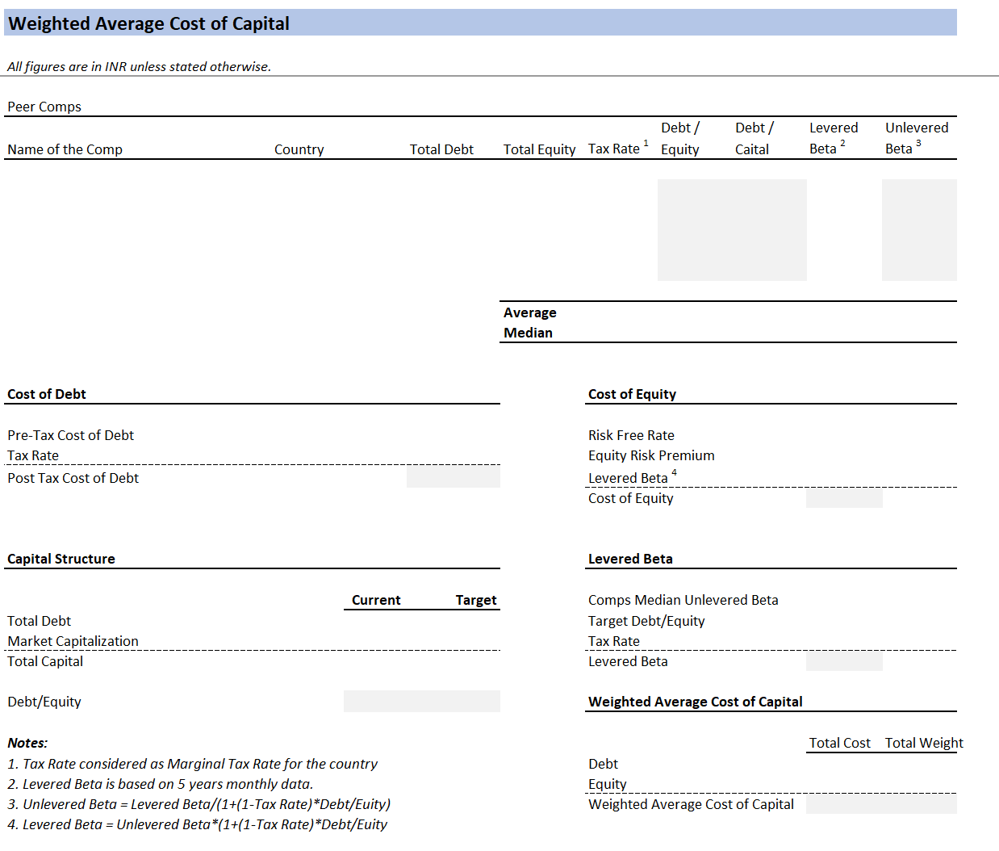 Weighted Average Cost of Capital
All figures are in INR unless stated otherwise.
Peer Comps
Debt / Debt / Levered Unlevered
Name of the Comp Country Total Debt Total Equity Tax Rate 1 Equity Caital Beta 2 Beta 3
Average
Median
Cost of Debt Cost of Equity
Pre-Tax Cost of Debt Risk Free Rate
Tax Rate Equity Risk Premium
Post Tax Cost of Debt Levered Beta 4
Cost of Equity
Capital Structure Levered Beta
Current Target Comps Median Unlevered Beta
Total Debt Target Debt/Equity
Market Capitalization Tax Rate
Total Capital Levered Beta
Debt/Equity Weighted Average Cost of Capital
Notes: Total Cost Total Weight
1. Tax Rate considered as Marginal Tax Rate for the country Debt
2. Levered Beta is based on 5 years monthly data. Equity
3. Unlevered Beta = Levered Beta/(1+(1-Tax Rate)*Debt/Euity) Weighted Average Cost of Capital
4. Levered Beta = Unlevered Beta*(1+(1-Tax Rate)*Debt/Euity